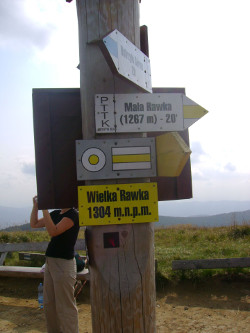 PTTK
Mała Rawka
(1267 m) - 20'
Wielka Rawka
1304 m.n.p.m.